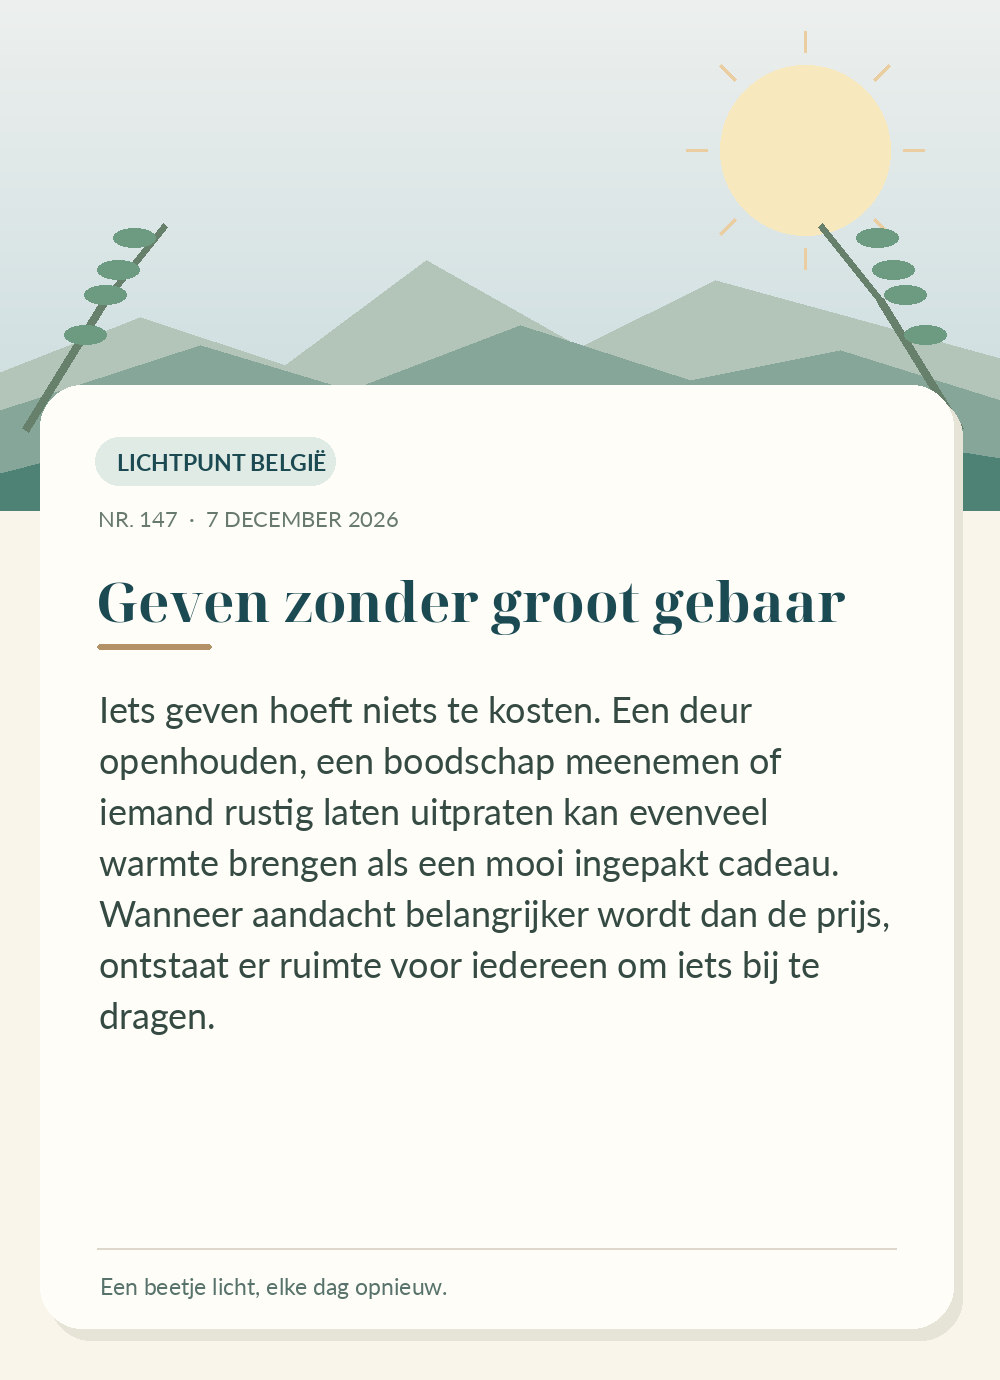 LICHTPUNT BELGIË
NR. 147 · 7 DECEMBER 2026
Geven zonder groot gebaar
Iets geven hoeft niets te kosten. Een deur
openhouden, een boodschap meenemen of
iemand rustig laten uitpraten kan evenveel
warmte brengen als een mooi ingepakt cadeau.
Wanneer aandacht belangrijker wordt dan de prijs,
ontstaat er ruimte voor iedereen om iets bij te
dragen.
Een beetje licht, elke dag opnieuw.